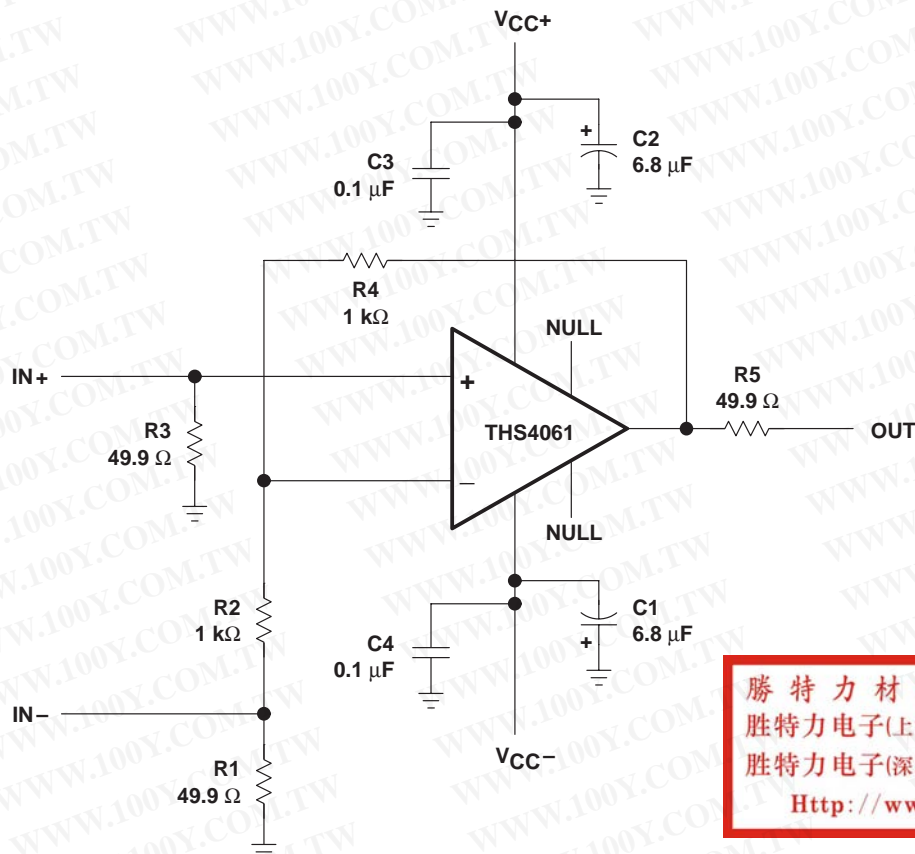 VCC+
C3
0.1 µF
C2
6.8 µF
R4
1 kΩ
NULL
IN+
R3
49.9 Ω
+
THS4061
−
R5
49.9 Ω
OUT
NULL
R2
1 kΩ
C4
0.1 µF
C1
6.8 µF
IN−
R1
49.9 Ω
VCC−
勝特力材
胜特力电子(上
胜特力电子(深
Http://ww
WWW.100Y.COM.TW